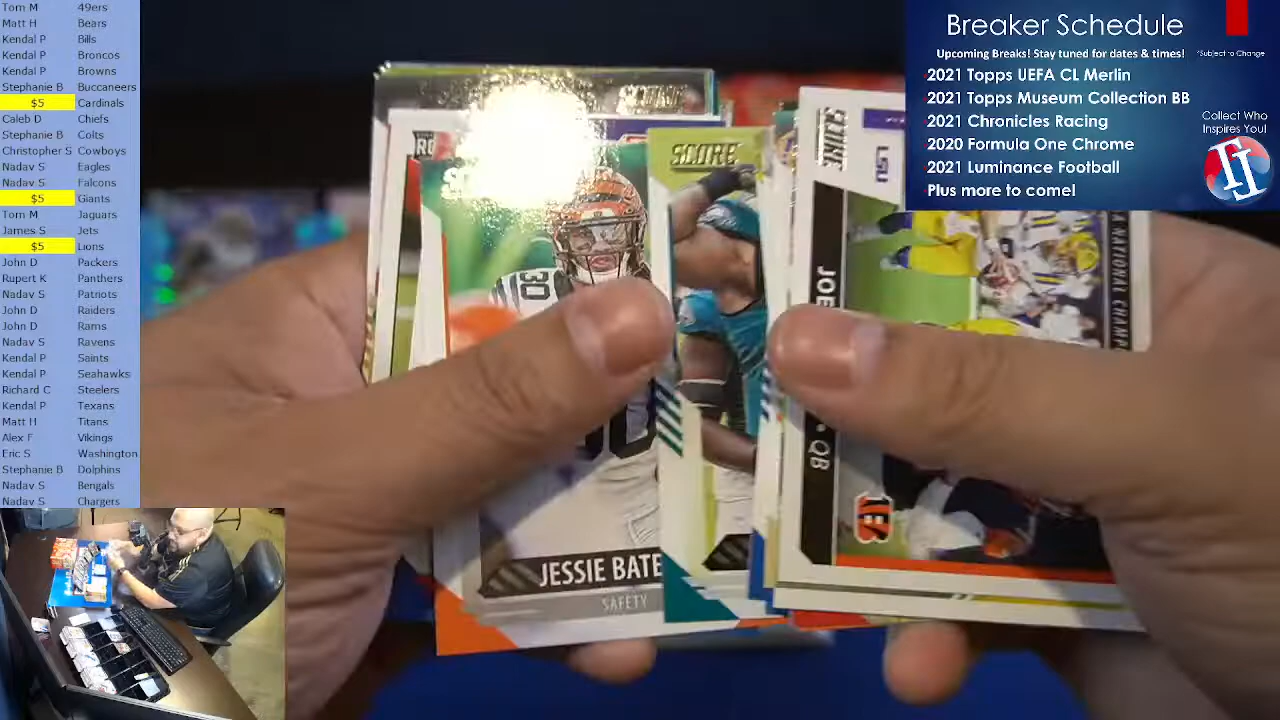 Tom M 49ers
Matt H Bears
Kendal P Bills
Kendal P Broncos
Kendal P Browns
Stephanie B Buccaneers
$5 Cardinals
Caleb D Chiefs
Stephanie B Colts
Christopher S Cowboys
Nadav S Eagles
Nadav S Falcons
$5 Giants
Tom M Jaguars
James S Jets
$5 Lions
John D Packers
Rupert K Panthers
Nadav S Patriots
John D Raiders
John D Rams
Nadav S Ravens
Kendal P Saints
Kendal P Seahawks
Richard C Steelers
Kendal P Texans
Matt H Titans
Alex F Vikings
Eric S Washington
Stephanie B Dolphins
Nadav S Bengals
Nadav S Chargers
Breaker Schedule
Upcoming Breaks! Stay tuned for dates & times!
*Subject to Change
2021 Topps UEFA CL Merlin
2021 Topps Museum Collection BB
2021 Chronicles Racing
2020 Formula One Chrome
2021 Luminance Football
Plus more to come!
Collect Who
Inspires You!
SCORE
SCORE
LSU
NATIONAL
JOE
QB
30
JESSIE BATE
SAFETY